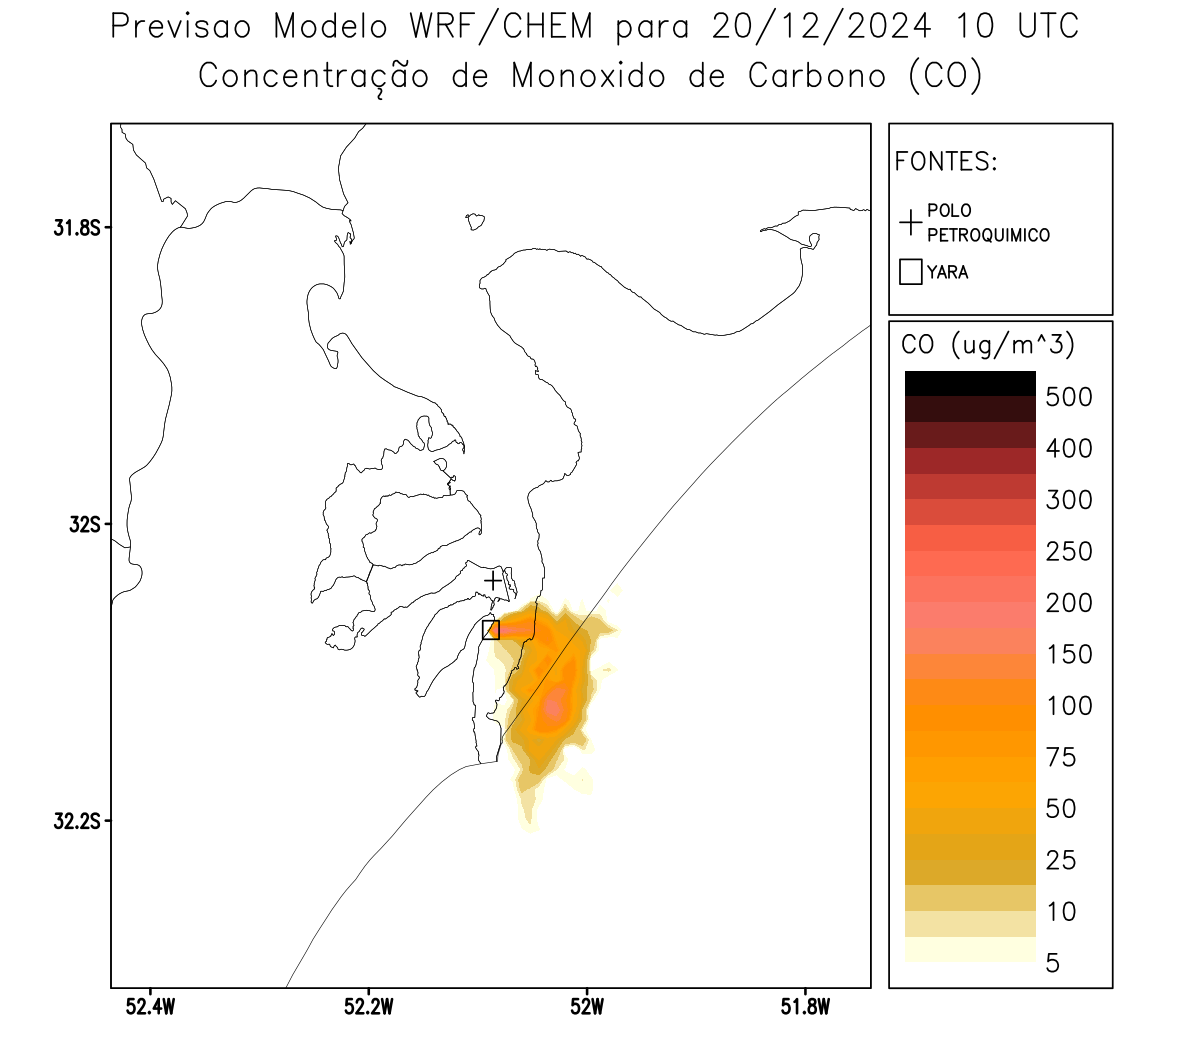 Previsao Modelo WRF/CHEM para 20/12/2024 10 UTC
Concentração de Monoxido de Carbono (CO)
FONTES:
POLO
PETROQUIMICO
YARA
CO (ug/m^3)
500
400
300
250
200
150
100
75
50
25
10
5
31.8S
32S
32.2S
52.4W
52.2W
52W
51.8W